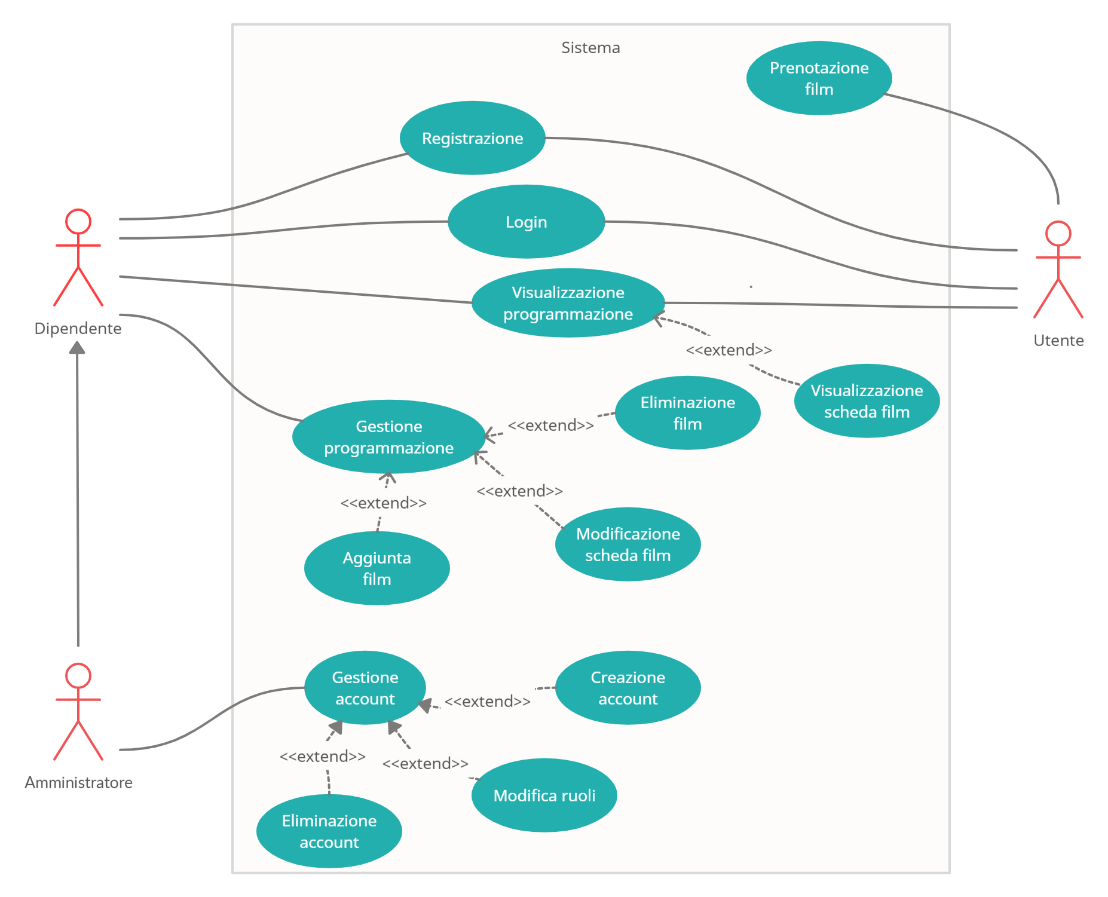 Sistema
Prenotazione
film
Registrazione
Login
Visualizzazione
programmazione
Dipendente
Utente
<<extend>>
Visualizzazione
scheda film
Eliminazione
film
Gestione
programmazione
<<extend>>
<<extend>>
<<extend>>
Modificazione
scheda film
Aggiunta
film
Gestione
account
Creazione
account
<<extend>>
<<extend>>
<<extend>>
Amministratore
Modifica ruoli
Eliminazione
account